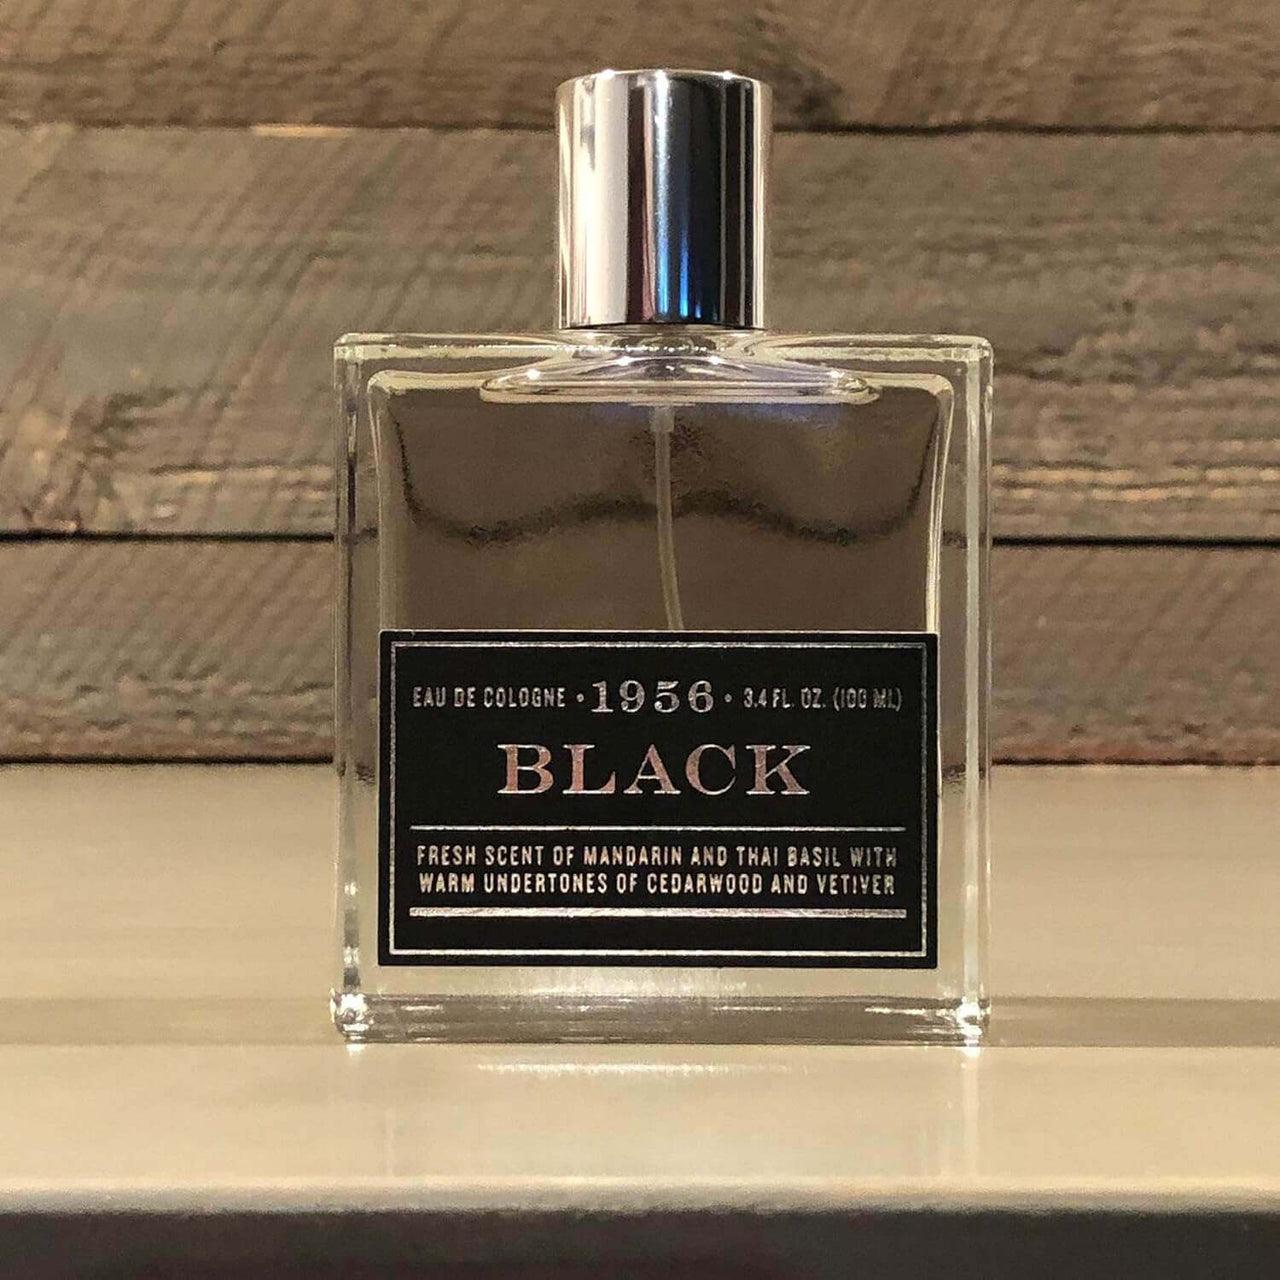 EAU DE COLOGNE • 1956 • 3.4 FL. OZ. (100 ML)
BLACK
FRESH SCENT OF MANDARIN AND THAI BASIL WITH
WARM UNDERTONES OF CEDARWOOD AND VETIVER